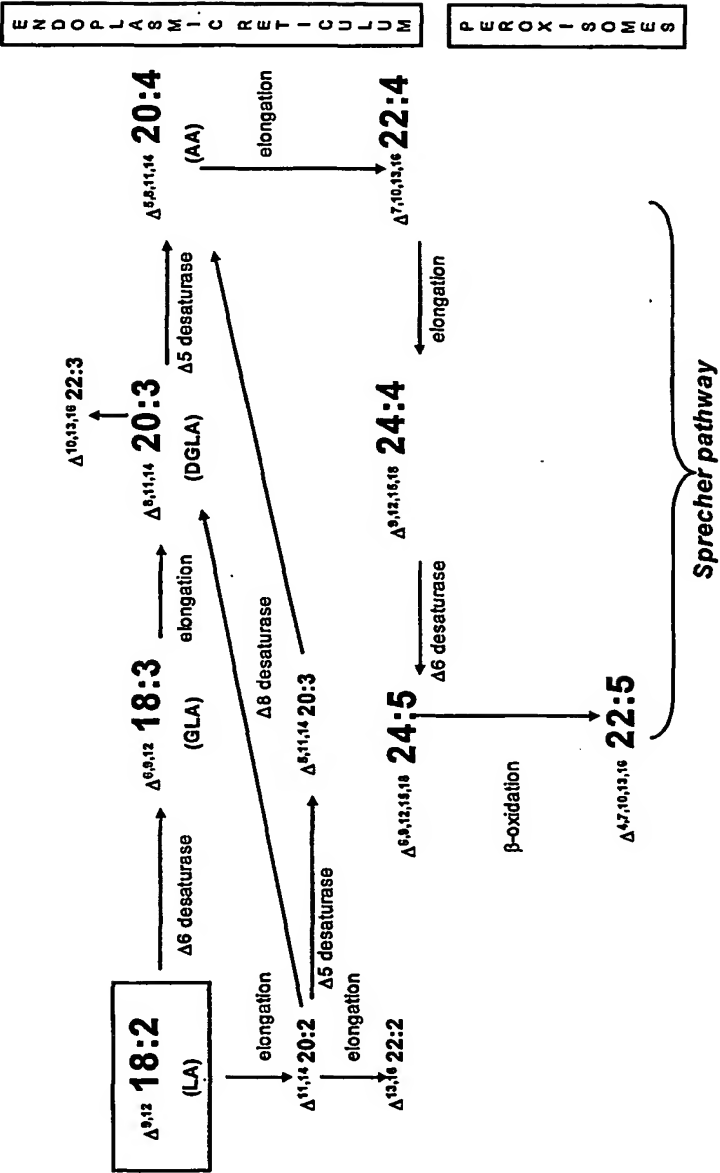 Δ9,12 18:2
(LA)
Δ6 desaturase
Δ6,9,12 18:3
(GLA)
elongation
Δ10,13,16 22:3
Δ8,11,14 20:3
(DGLA)
Δ5 desaturase
Δ5,8,11,14 20:4
(AA)
elongation
elongation
Δ8 desaturase
Δ11,14 20:2
Δ5 desaturase
Δ5,11,14 20:3
elongation
Δ13,16 22:2
Δ7,10,13,16 22:4
elongation
Δ9,12,15,18 24:4
Δ6 desaturase
Δ6,9,12,15,18 24:5
β-oxidation
Δ4,7,10,13,16 22:5
Sprecher pathway
ENDOPLASMIC RETICULUM
PEROXISOMES